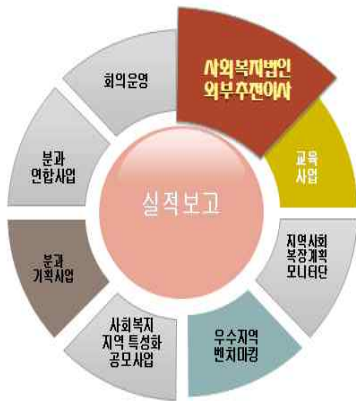 사회복지법인
외부추천이사
교육
사업
지역사회
복장계획
모니터단
우수지역
벤치마킹
사회복지
지역 특성화
공모사업
분과
기획사업
분과
연합사업
회의운영
실적보고